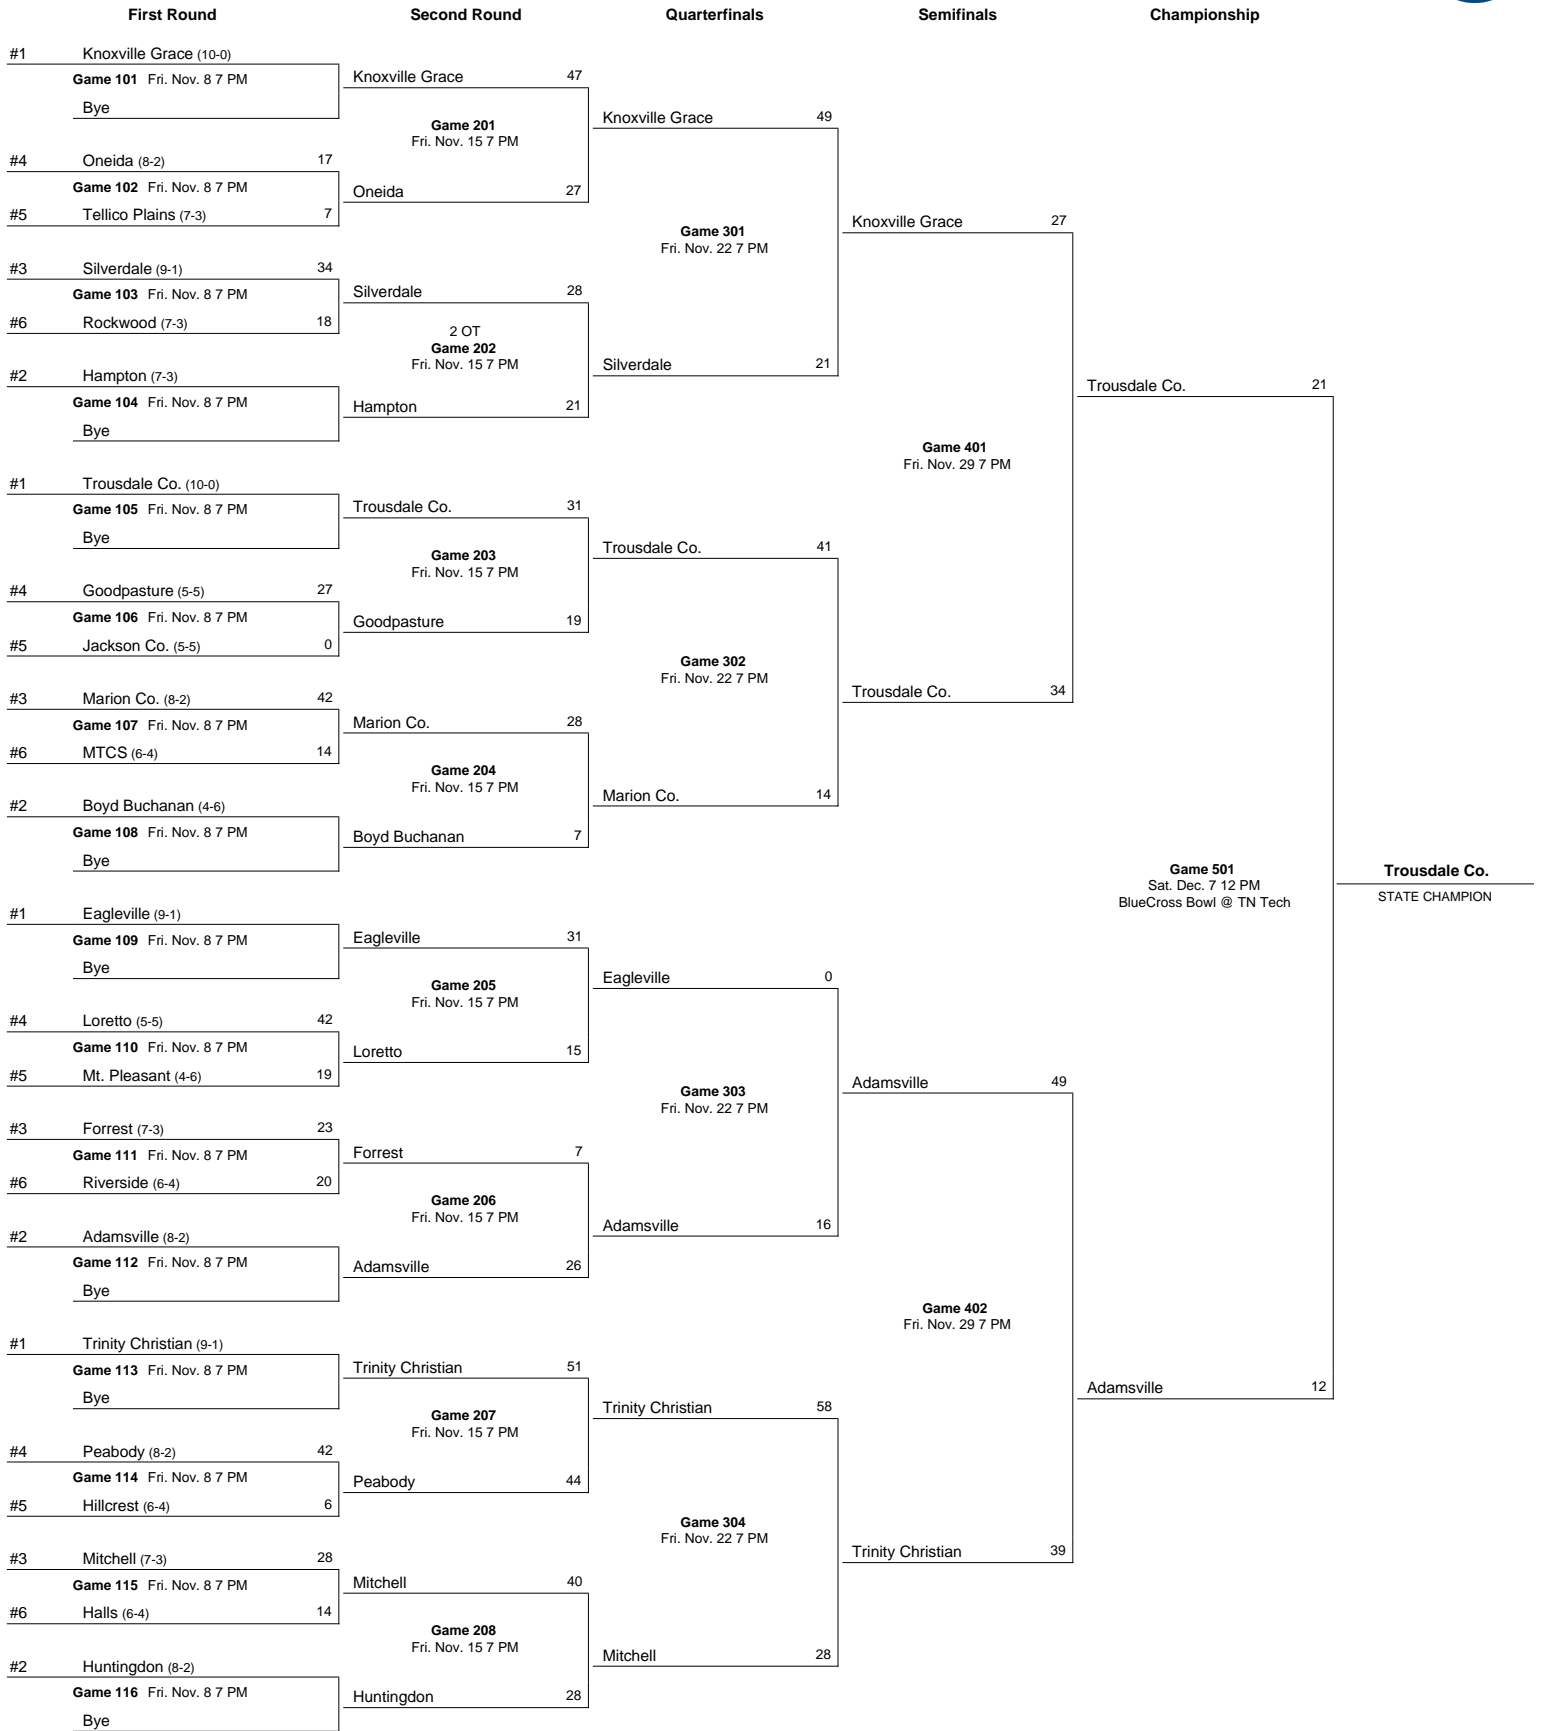 First Round Second Round Quarterfinals Semifinals Championship
#1 Knoxville Grace (10-0)
Game 101 Fri. Nov. 8 7 PM
Bye
#4 Oneida (8-2) 17
Game 102 Fri. Nov. 8 7 PM
#5 Tellico Plains (7-3) 7
#3 Silverdale (9-1) 34
Game 103 Fri. Nov. 8 7 PM
#6 Rockwood (7-3) 18
#2 Hampton (7-3)
Game 104 Fri. Nov. 8 7 PM
Bye
#1 Trousdale Co. (10-0)
Game 105 Fri. Nov. 8 7 PM
Bye
#4 Goodpasture (5-5) 27
Game 106 Fri. Nov. 8 7 PM
#5 Jackson Co. (5-5) 0
#3 Marion Co. (8-2) 42
Game 107 Fri. Nov. 8 7 PM
#6 MTCS (6-4) 14
#2 Boyd Buchanan (4-6)
Game 108 Fri. Nov. 8 7 PM
Bye
#1 Eagleville (9-1)
Game 109 Fri. Nov. 8 7 PM
Bye
#4 Loretto (5-5) 42
Game 110 Fri. Nov. 8 7 PM
#5 Mt. Pleasant (4-6) 19
#3 Forrest (7-3) 23
Game 111 Fri. Nov. 8 7 PM
#6 Riverside (6-4) 20
#2 Adamsville (8-2)
Game 112 Fri. Nov. 8 7 PM
Bye
#1 Trinity Christian (9-1)
Game 113 Fri. Nov. 8 7 PM
Bye
#4 Peabody (8-2) 42
Game 114 Fri. Nov. 8 7 PM
#5 Hillcrest (6-4) 6
#3 Mitchell (7-3) 28
Game 115 Fri. Nov. 8 7 PM
#6 Halls (6-4) 14
#2 Huntingdon (8-2)
Game 116 Fri. Nov. 8 7 PM
Bye
Knoxville Grace 47
Game 201
Fri. Nov. 15 7 PM
Oneida 27
Silverdale 28
2 OT
Game 202
Fri. Nov. 15 7 PM
Hampton 21
Trousdale Co. 31
Game 203
Fri. Nov. 15 7 PM
Goodpasture 19
Marion Co. 28
Game 204
Fri. Nov. 15 7 PM
Boyd Buchanan 7
Eagleville 31
Game 205
Fri. Nov. 15 7 PM
Loretto 15
Forrest 7
Game 206
Fri. Nov. 15 7 PM
Adamsville 26
Trinity Christian 51
Game 207
Fri. Nov. 15 7 PM
Peabody 44
Mitchell 40
Game 208
Fri. Nov. 15 7 PM
Huntingdon 28
Knoxville Grace 49
Game 301
Fri. Nov. 22 7 PM
Silverdale 21
Trousdale Co. 41
Game 302
Fri. Nov. 22 7 PM
Marion Co. 14
Eagleville 0
Game 303
Fri. Nov. 22 7 PM
Adamsville 16
Trinity Christian 58
Game 304
Fri. Nov. 22 7 PM
Mitchell 28
Knoxville Grace 27
Game 401
Fri. Nov. 29 7 PM
Trousdale Co. 34
Adamsville 49
Game 402
Fri. Nov. 29 7 PM
Trinity Christian 39
Trousdale Co. 21
Game 501
Sat. Dec. 7 12 PM
BlueCross Bowl @ TN Tech
Adamsville 12
Trousdale Co.
STATE CHAMPION